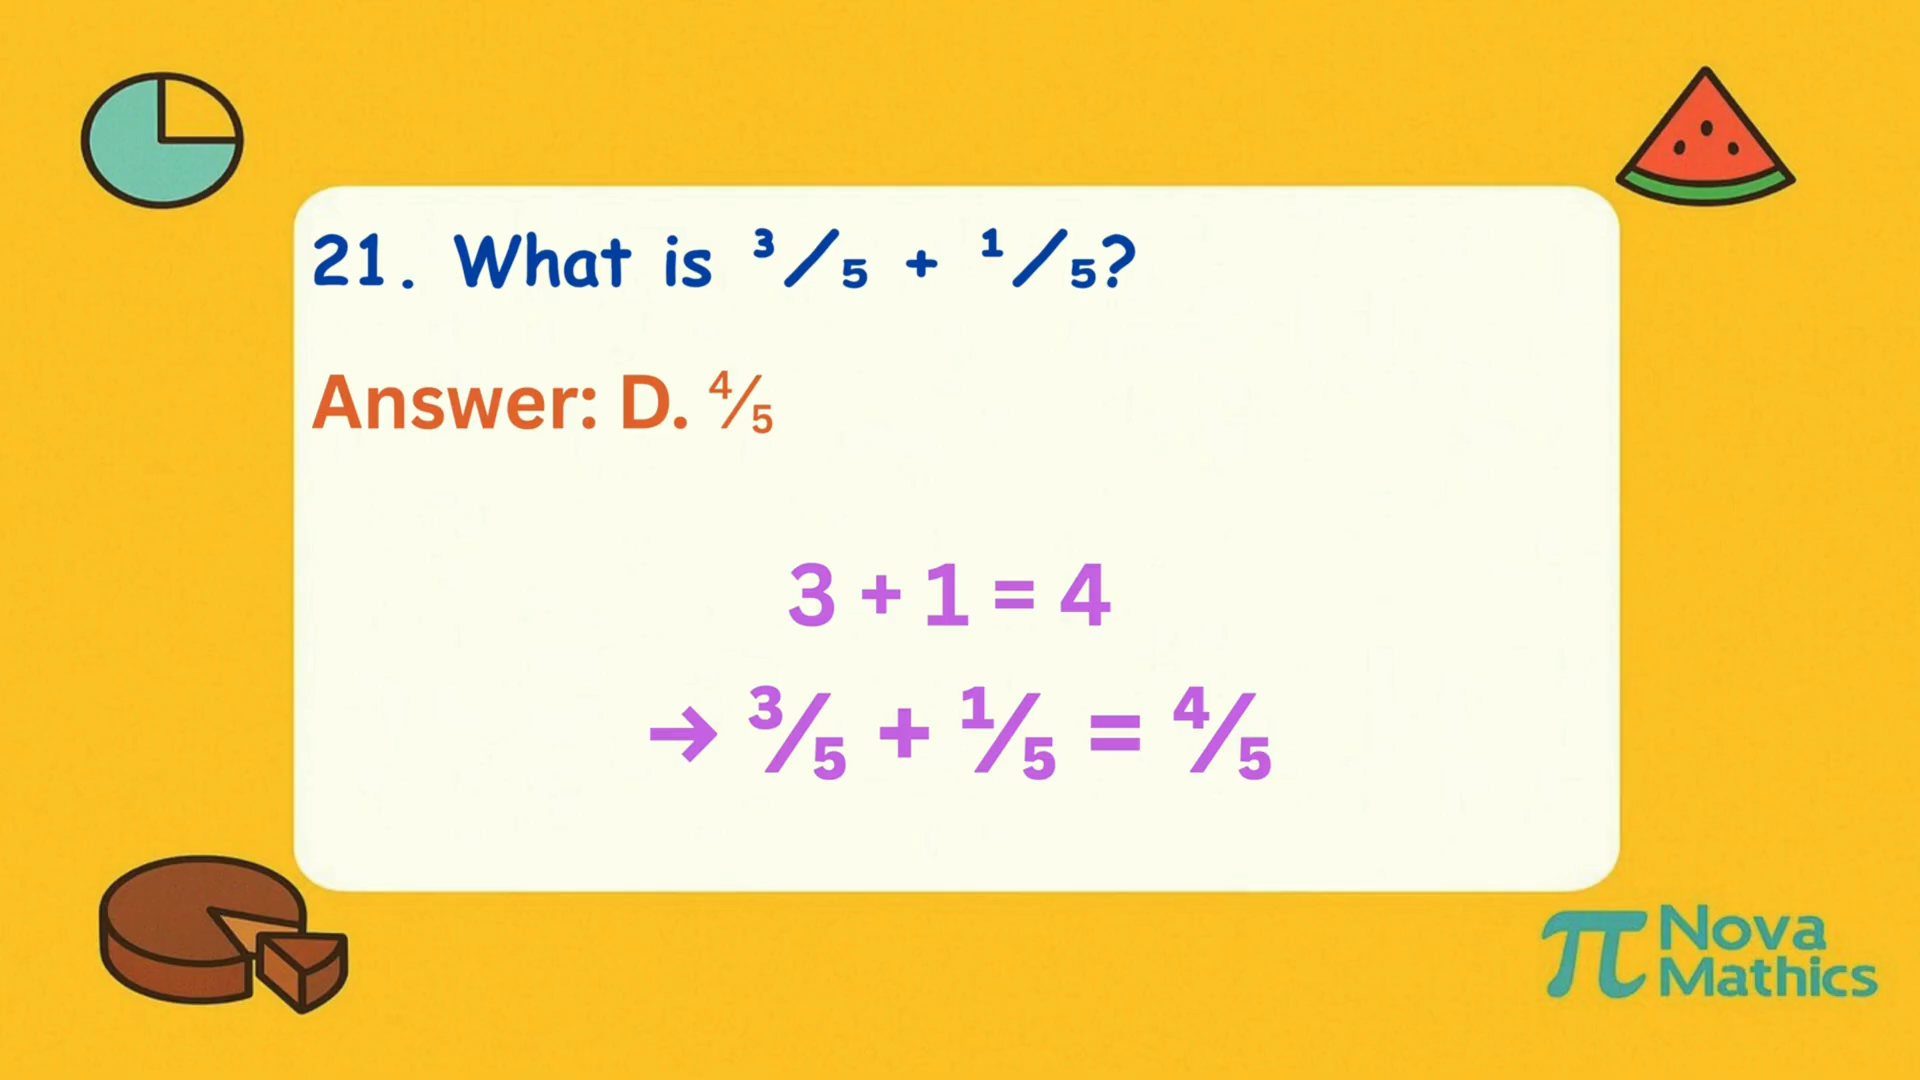 21. What is ³/₅ + ¹/₅?
Answer: D. ⁴⁄₅
3 + 1 = 4
→ ³⁄₅ + ¹⁄₅ = ⁴⁄₅
π Nova
Mathics